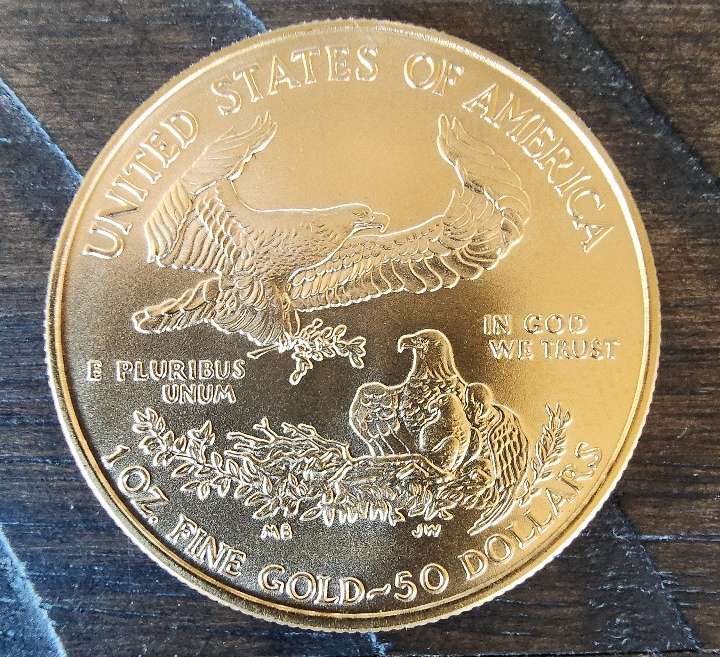 UNITED STATES OF AMERICA
IN GOD
WE TRUST
E PLURIBUS
UNUM
MB
JW
1 OZ. FINE GOLD~50 DOLLARS